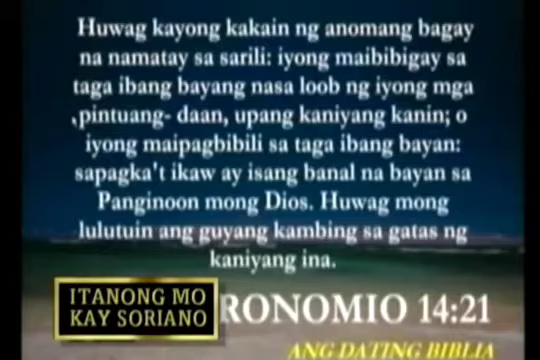 Huwag kayong kakain ng anomang bagay
na namatay sa sarili: iyong maibibigay sa
taga ibang bayang nasa loob ng iyong mga
pintuang- daan, upang kaniyang kanin; o
iyong maipagbibili sa taga ibang bayan:
sapagka't ikaw ay isang banal na bayan sa
Panginoon mong Dios. Huwag mong
lulutuin ang guyang kambing sa gatas ng
kaniyang ina.
ITANONG MO
KAY SORIANO
RONOMIO 14:21
ANG DATING BIBLIA